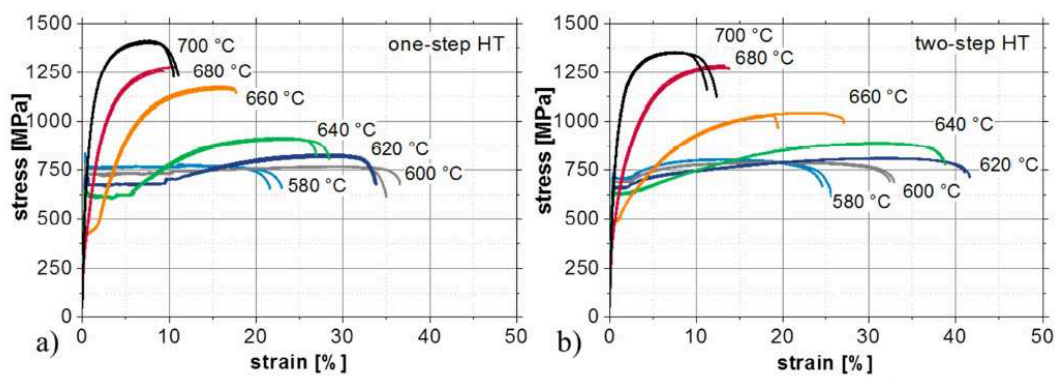 stress [MPa]
1500
1250
1000
750
500
250
0
700 °C
680 °C
660 °C
640 °C
620 °C
600 °C
580 °C
one-step HT
0 10 20 30 40 50
strain [%]
a)
stress [MPa]
1500
1250
1000
750
500
250
0
700 °C
680 °C
660 °C
640 °C
620 °C
600 °C
580 °C
two-step HT
0 10 20 30 40 50
strain [%]
b)